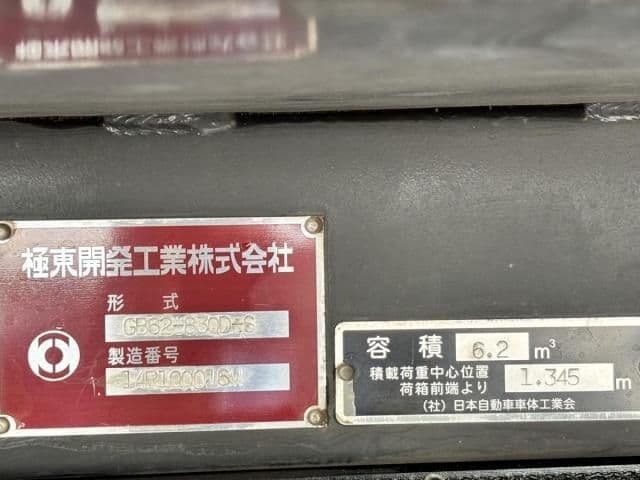 極東開発工業株式会社
形 式
GB62-830D-S
製造番号
容 積 6.2 m³
積載荷重中心位置
荷箱前端より 1.345 m
(社)日本自動車車体工業会